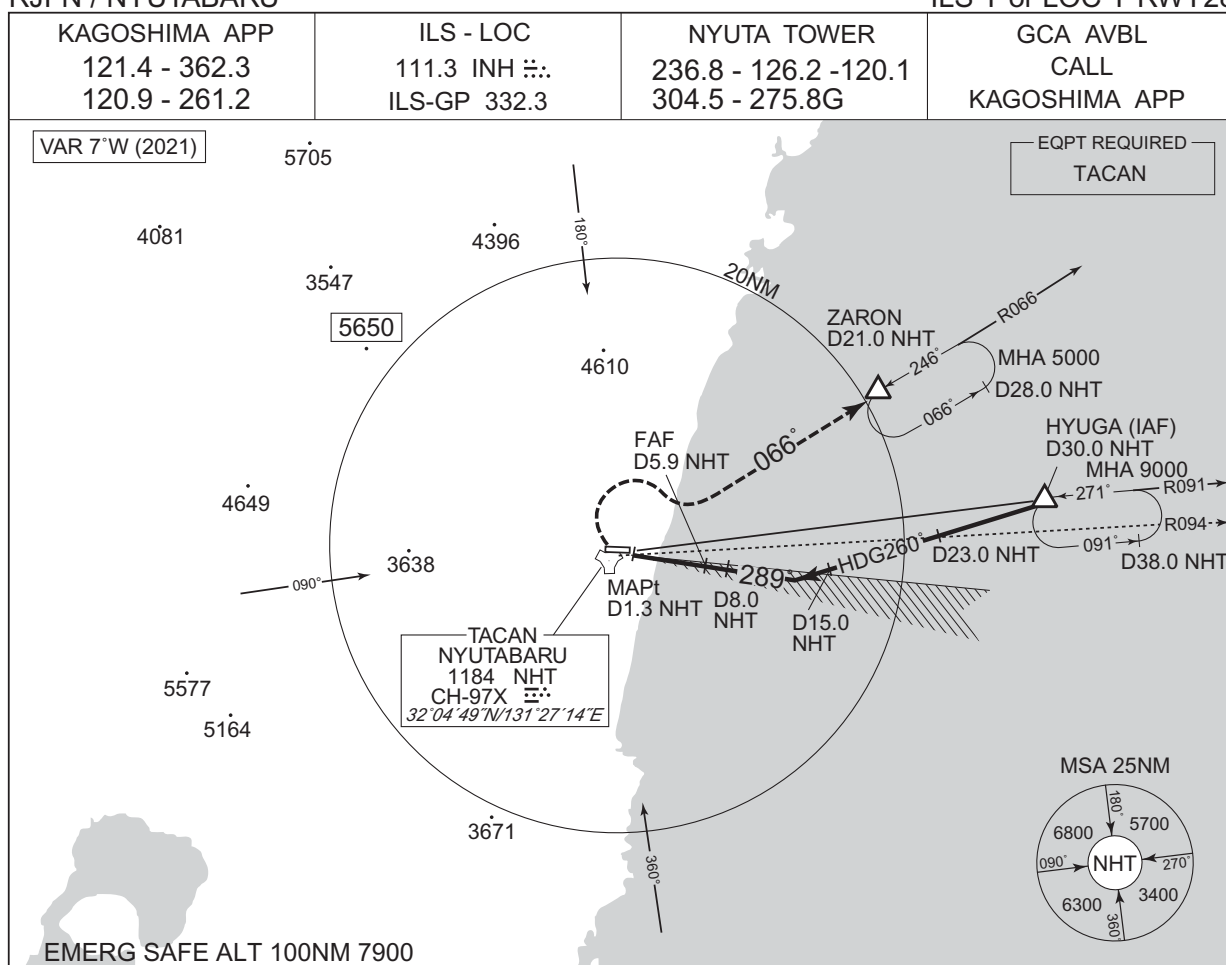 RJFN / NYUTABARU
KAGOSHIMA APP
121.4 - 362.3
120.9 - 261.2
ILS - LOC
111.3 INH
ILS-GP 332.3
NYUTA TOWER
236.8 - 126.2 -120.1
304.5 - 275.8G
GCA AVBL
CALL
KAGOSHIMA APP
VAR 7°W (2021)
EQPT REQUIRED
TACAN
5705
4081
4396
3547
5650
4610
180°
20NM
ZARON
D21.0 NHT
R066
246°
MHA 5000
D28.0 NHT
066°
066°
FAF
D5.9 NHT
HYUGA (IAF)
D30.0 NHT
MHA 9000
271°
R091
R094
091°
D38.0 NHT
D23.0 NHT
HDG260°
289°
4649
3638
090°
MAPt
D1.3 NHT
D8.0
NHT
D15.0
NHT
TACAN
NYUTABARU
1184 NHT
CH-97X
32°04´49˝N/131°27´14˝E
5577
5164
3671
360°
MSA 25NM
180°
6800
5700
090°
NHT
270°
6300
3400
360°
EMERG SAFE ALT 100NM 7900